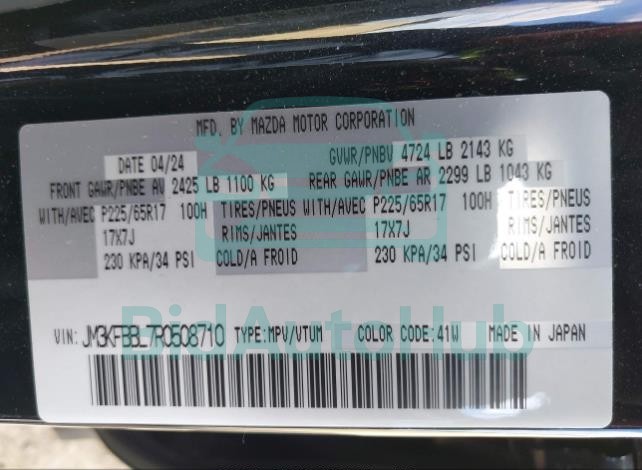 MFD. BY MAZDA MOTOR CORPORATION
DATE 04/24 GVWR/PNBV 4724 LB 2143 KG
FRONT GAWR/PNBE AV 2425 LB 1100 KG REAR GAWR/PNBE AR 2299 LB 1043 KG
WITH/AVEC P225/65R17 100H TIRES/PNEUS WITH/AVEC P225/65R17 100H TIRES/PNEUS
17X7J RIMS/JANTES 17X7J RIMS/JANTES
230 KPA/34 PSI COLD/A FROID 230 KPA/34 PSI COLD/A FROID
BidAutoHub
VIN: JM3KFBBL7R0508710 TYPE:MPV/VTUM COLOR CODE:41W MADE IN JAPAN